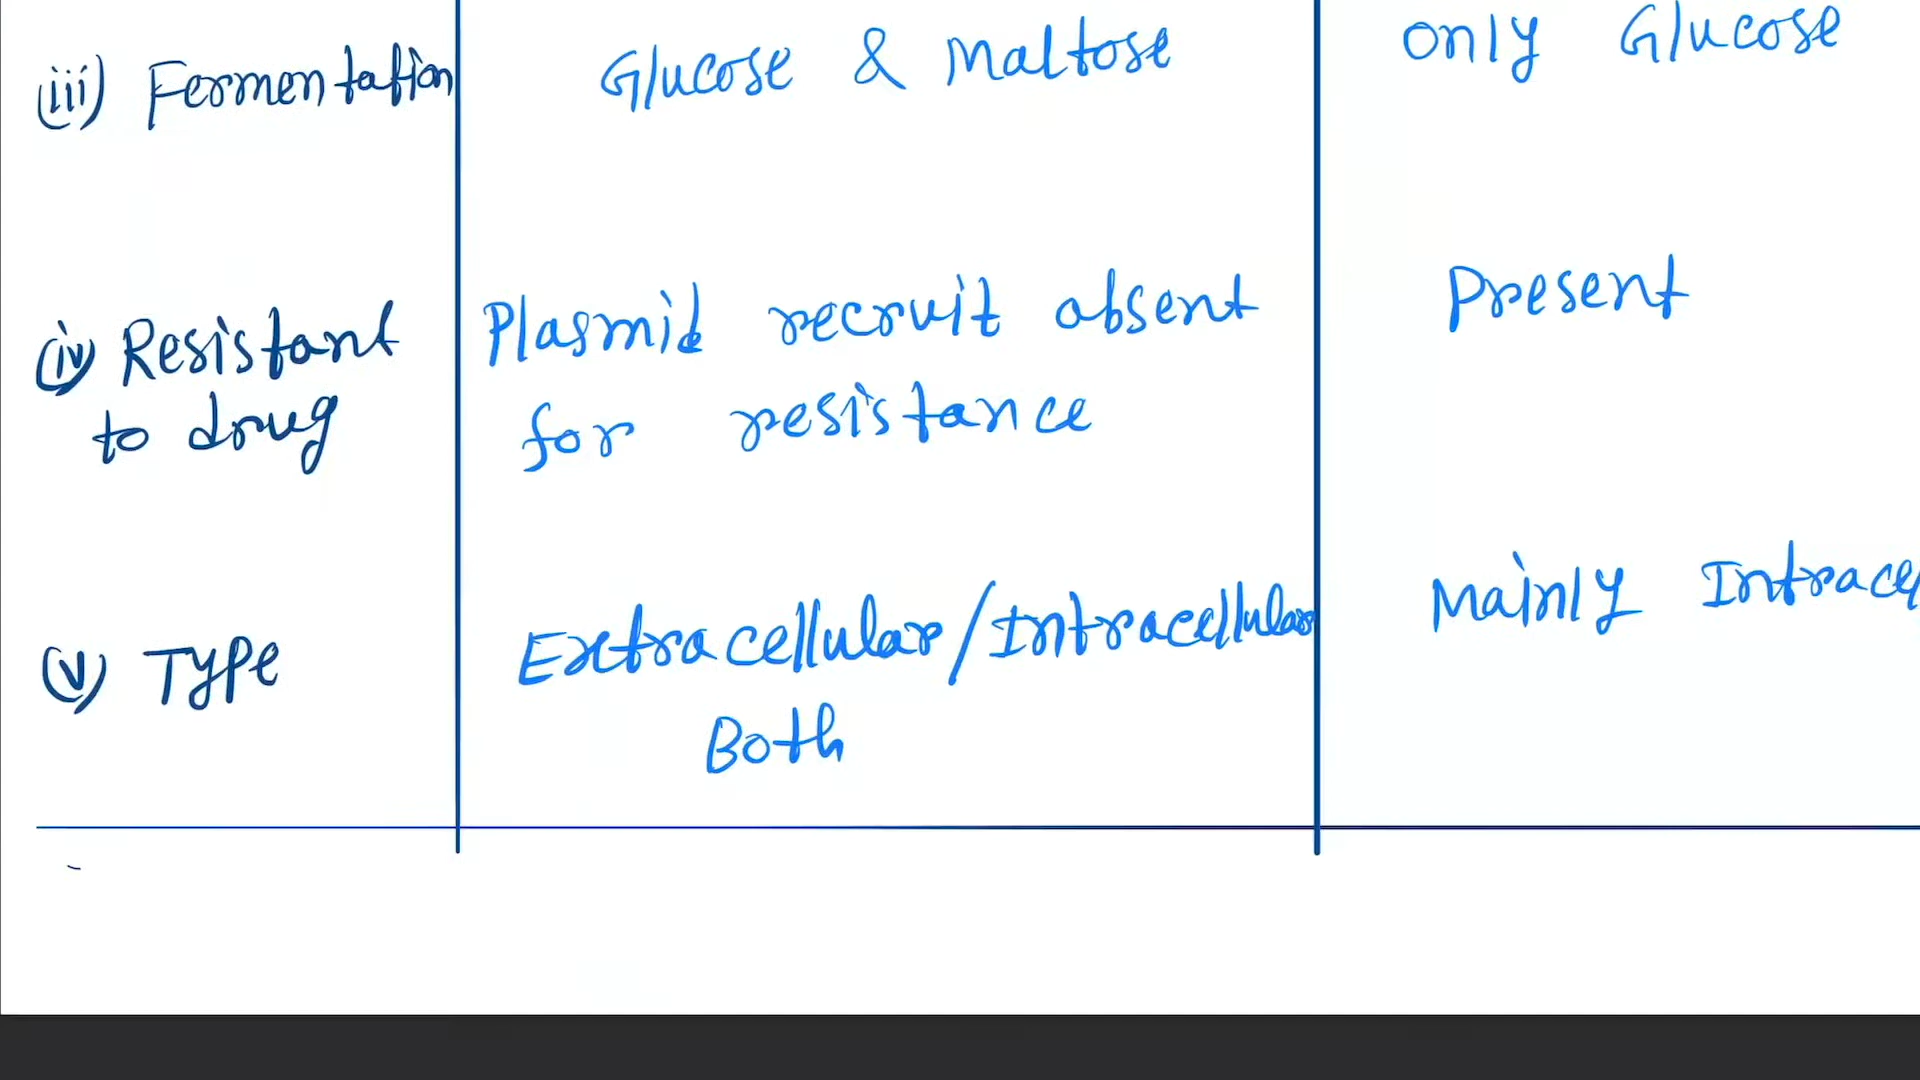 (iii) Fermentation Glucose & Maltose Only Glucose
(iv) Resistant Plasmid recruit absent Present
to drug for resistance
(v) Type Extracellular/Intracellular Mainly Intrace
Both